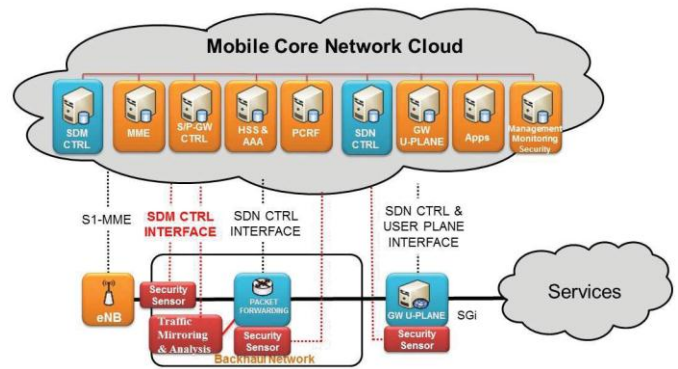 Mobile Core Network Cloud
SDM
CTRL
MME
S/P-GW
CTRL
HSS &
AAA
PCRF
SDN
CTRL
GW
U-PLANE
Apps
Management
Monitoring
Security
S1-MME
SDM CTRL
INTERFACE
SDN CTRL
INTERFACE
SDN CTRL &
USER PLANE
INTERFACE
eNB
Security
Sensor
PACKET
FORWARDING
GW U-PLANE
SGi
Services
Traffic
Mirroring
& Analysis
Security
Sensor
Security
Sensor
Backhaul Network